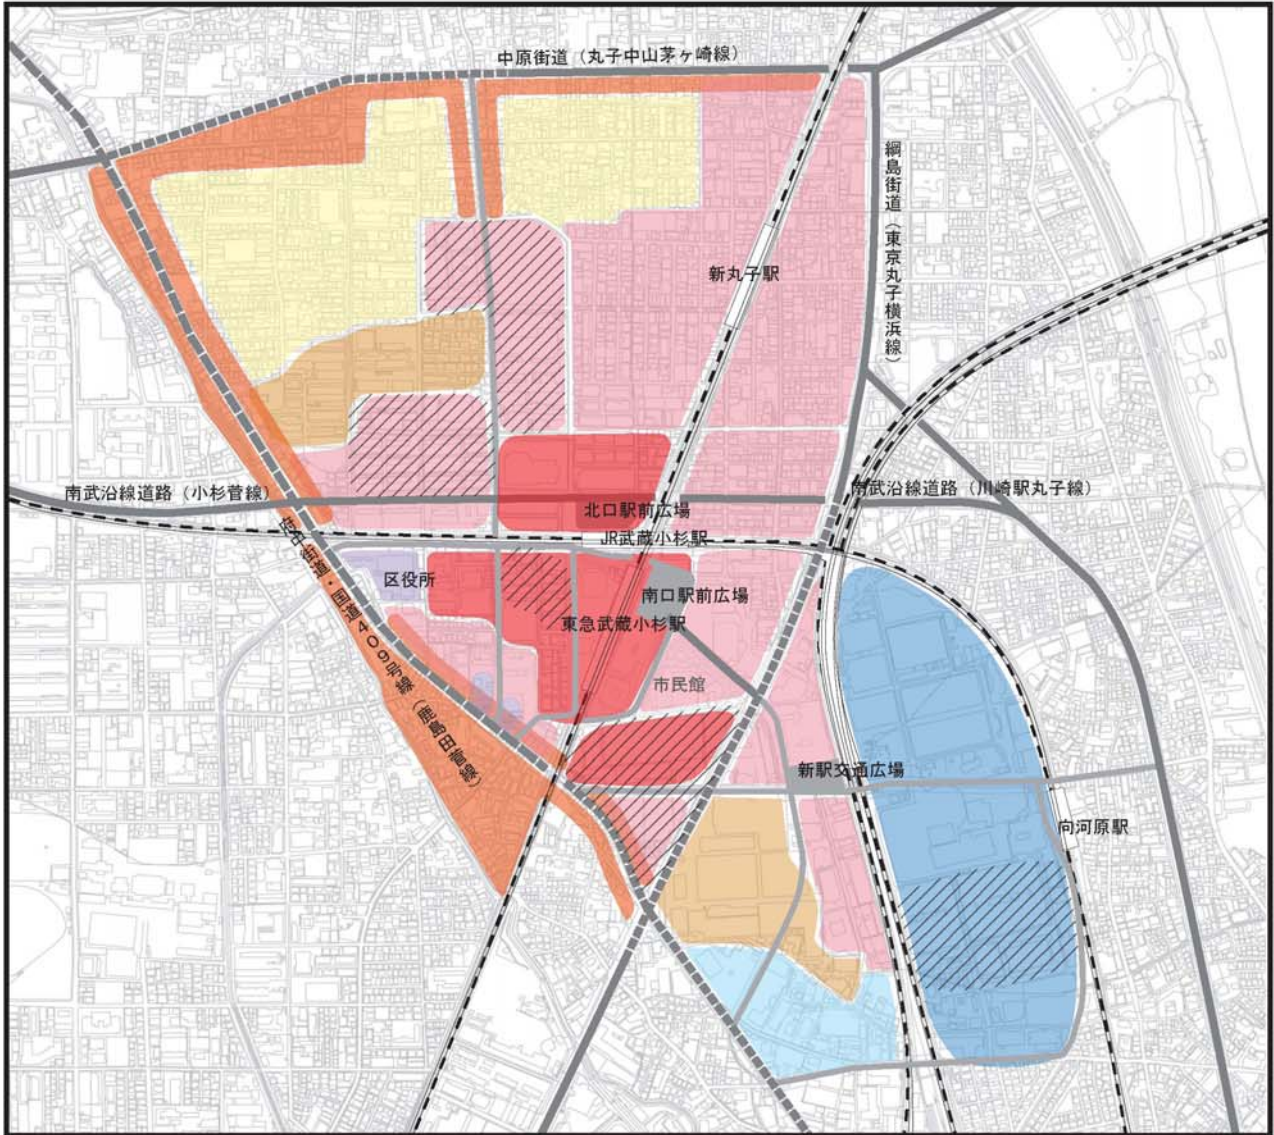 中原街道（丸子中山茅ヶ崎線）
綱島街道（東京丸子横浜線）
新丸子駅
南武沿線道路（小杉菅線）
南武沿線道路（川崎駅丸子線）
北口駅前広場
JR武蔵小杉駅
府中街道・国道４０９号線（鹿島田菅線）
区役所
南口駅前広場
東急武蔵小杉駅
市民館
新駅交通広場
向河原駅